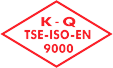 K - Q
TSE-ISO-EN
9000